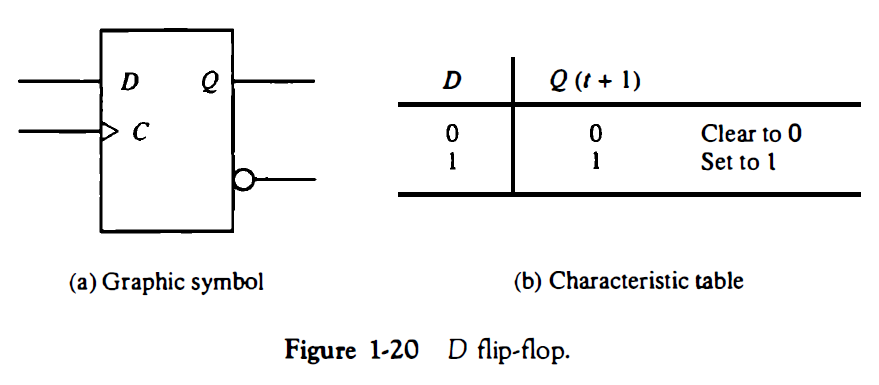 D Q
C
(a) Graphic symbol
D Q (t + 1)
0 0 Clear to 0
1 1 Set to 1
(b) Characteristic table
Figure 1-20 D flip-flop.